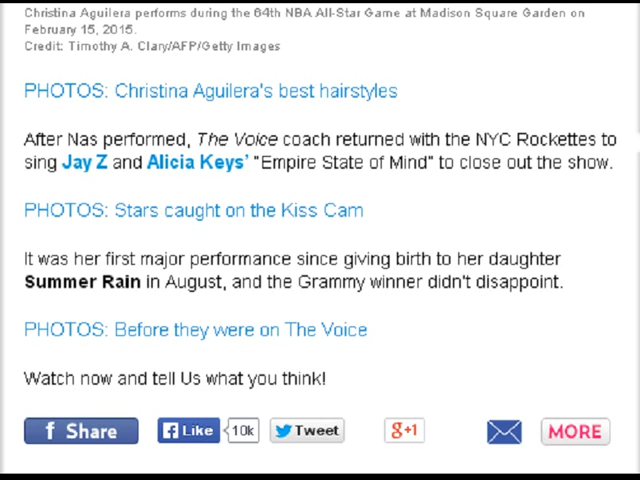 Christina Aguilera performs during the 64th NBA All-Star Game at Madison Square Garden on
February 15, 2015.
Credit: Timothy A. Clary/AFP/Getty Images
PHOTOS: Christina Aguilera's best hairstyles
After Nas performed, The Voice coach returned with the NYC Rockettes to
sing Jay Z and Alicia Keys' "Empire State of Mind" to close out the show.
PHOTOS: Stars caught on the Kiss Cam
It was her first major performance since giving birth to her daughter
Summer Rain in August, and the Grammy winner didn't disappoint.
PHOTOS: Before they were on The Voice
Watch now and tell Us what you think!
f Share f Like 10k Tweet g+1 MORE